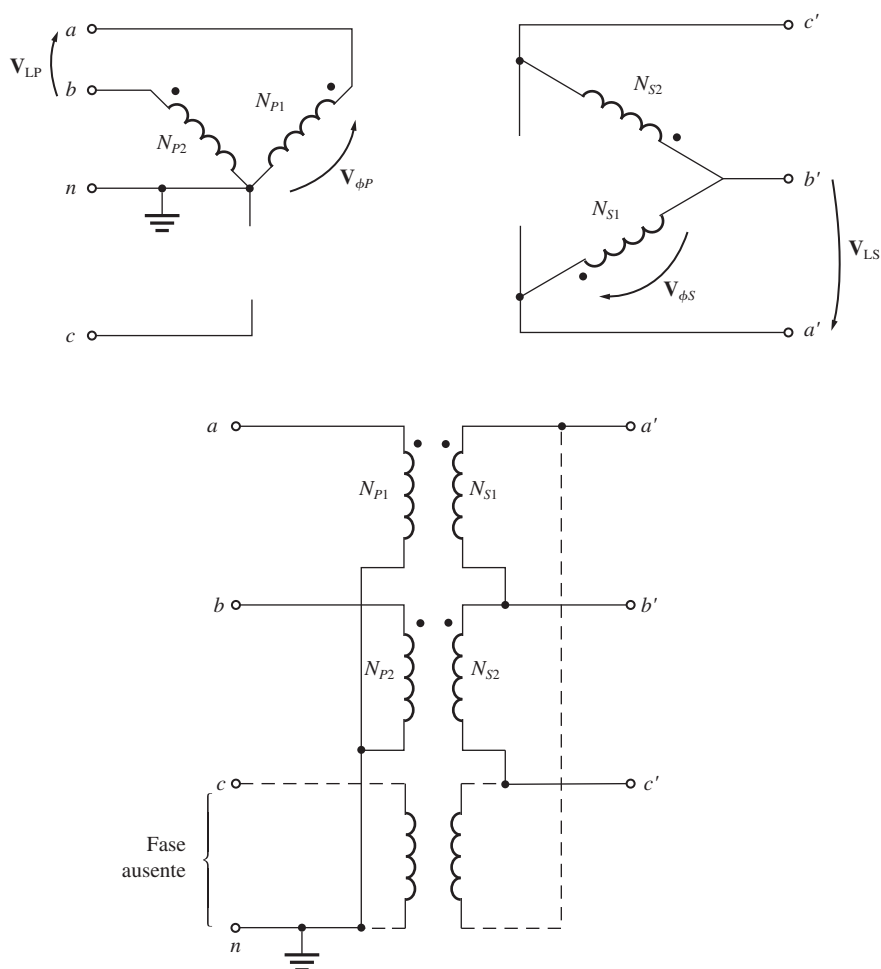 a
V_LP
b
N_P2
N_P1
V_ϕP
n
c
c′
N_S2
b′
N_S1
V_ϕS
V_LS
a′
a
a′
N_P1
N_S1
b
b′
N_P2
N_S2
c
c′
Fase
ausente
n